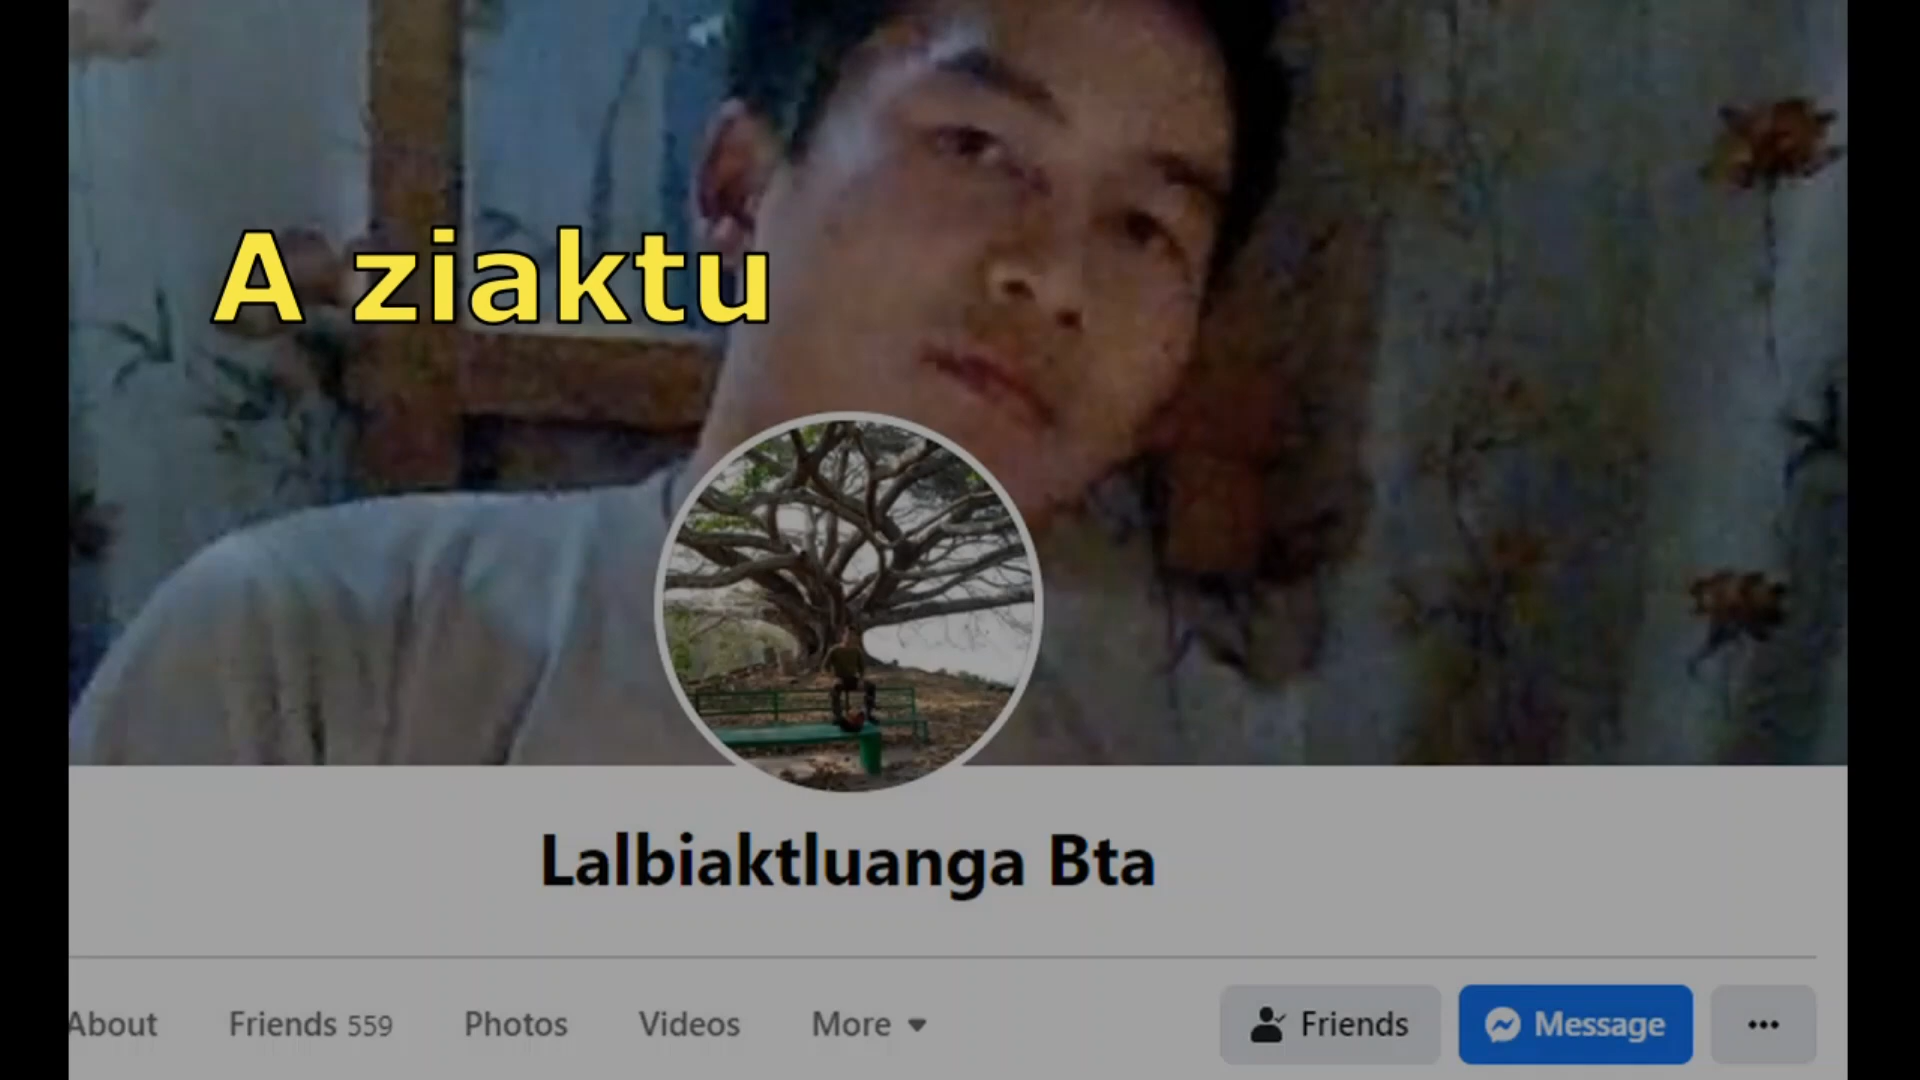 A ziaktu
Lalbiaktluanga Bta
About Friends 559 Photos Videos More Friends Message